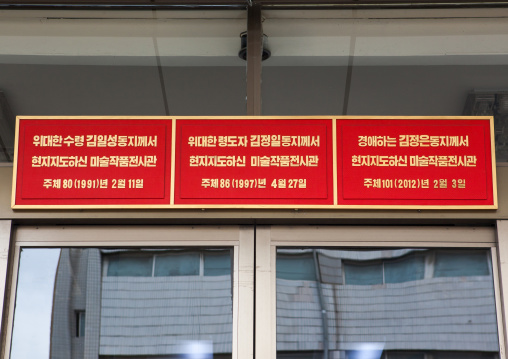 위대한 수령 김일성동지께서
현지지도하신 미술작품전시관
주체 80 (1991)년 2월 11일
위대한 령도자 김정일동지께서
현지지도하신 미술작품전시관
주체 86 (1997)년 4월 27일
경애하는 김정은동지께서
현지지도하신 미술작품전시관
주체 101 (2012)년 2월 3일